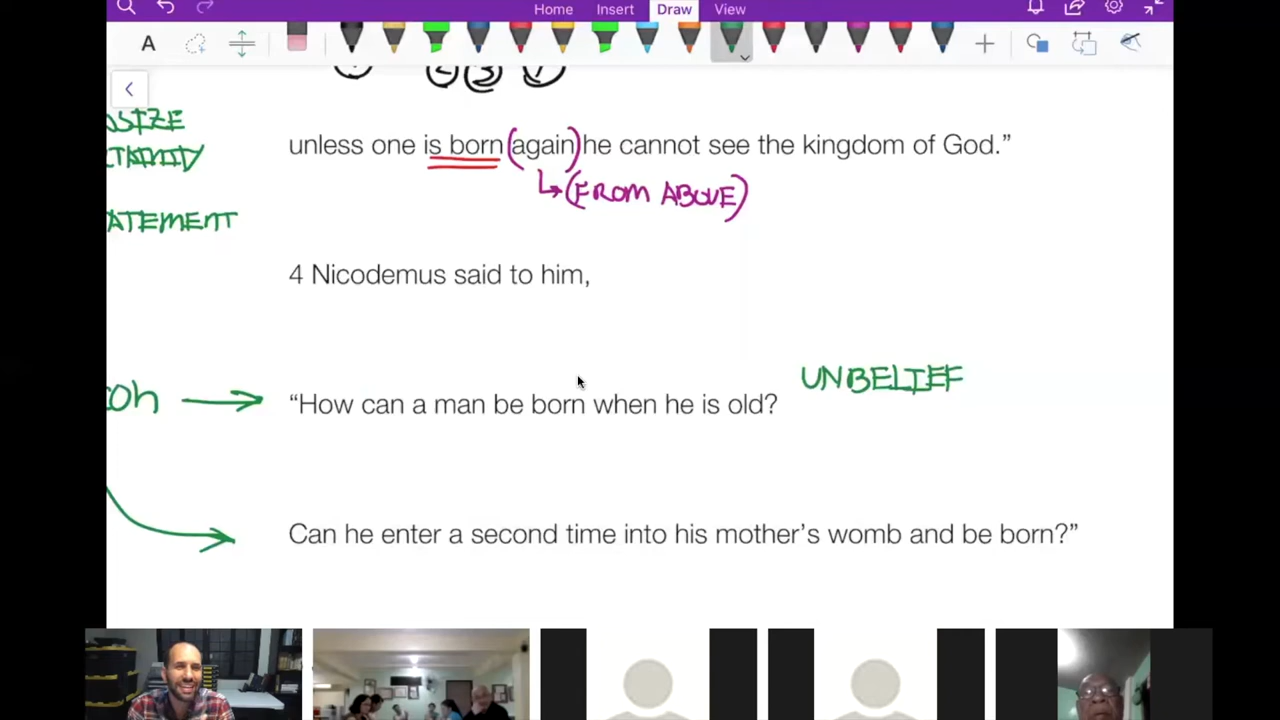 Home Insert Draw View
A
unless one is born (again) he cannot see the kingdom of God.”
(FROM ABOVE)
ATEMENT
4 Nicodemus said to him,
UNBELIEF
“How can a man be born when he is old?
Can he enter a second time into his mother’s womb and be born?”